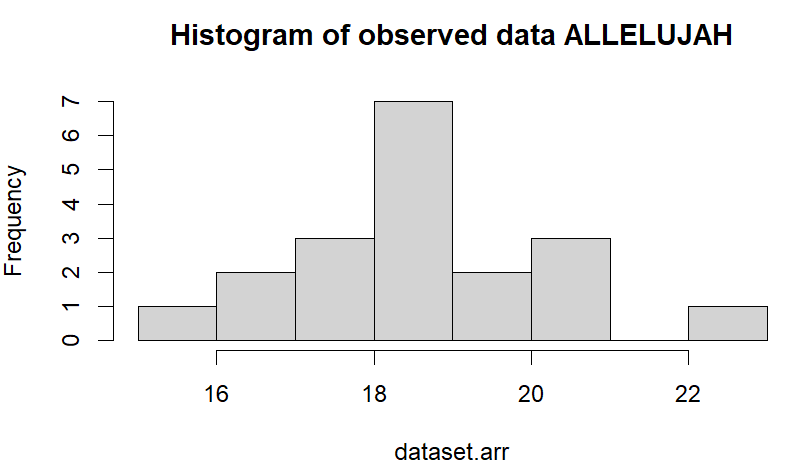 Histogram of observed data ALLELUJAH
Frequency
7
6
5
4
3
2
1
0
16 18 20 22
dataset.arr